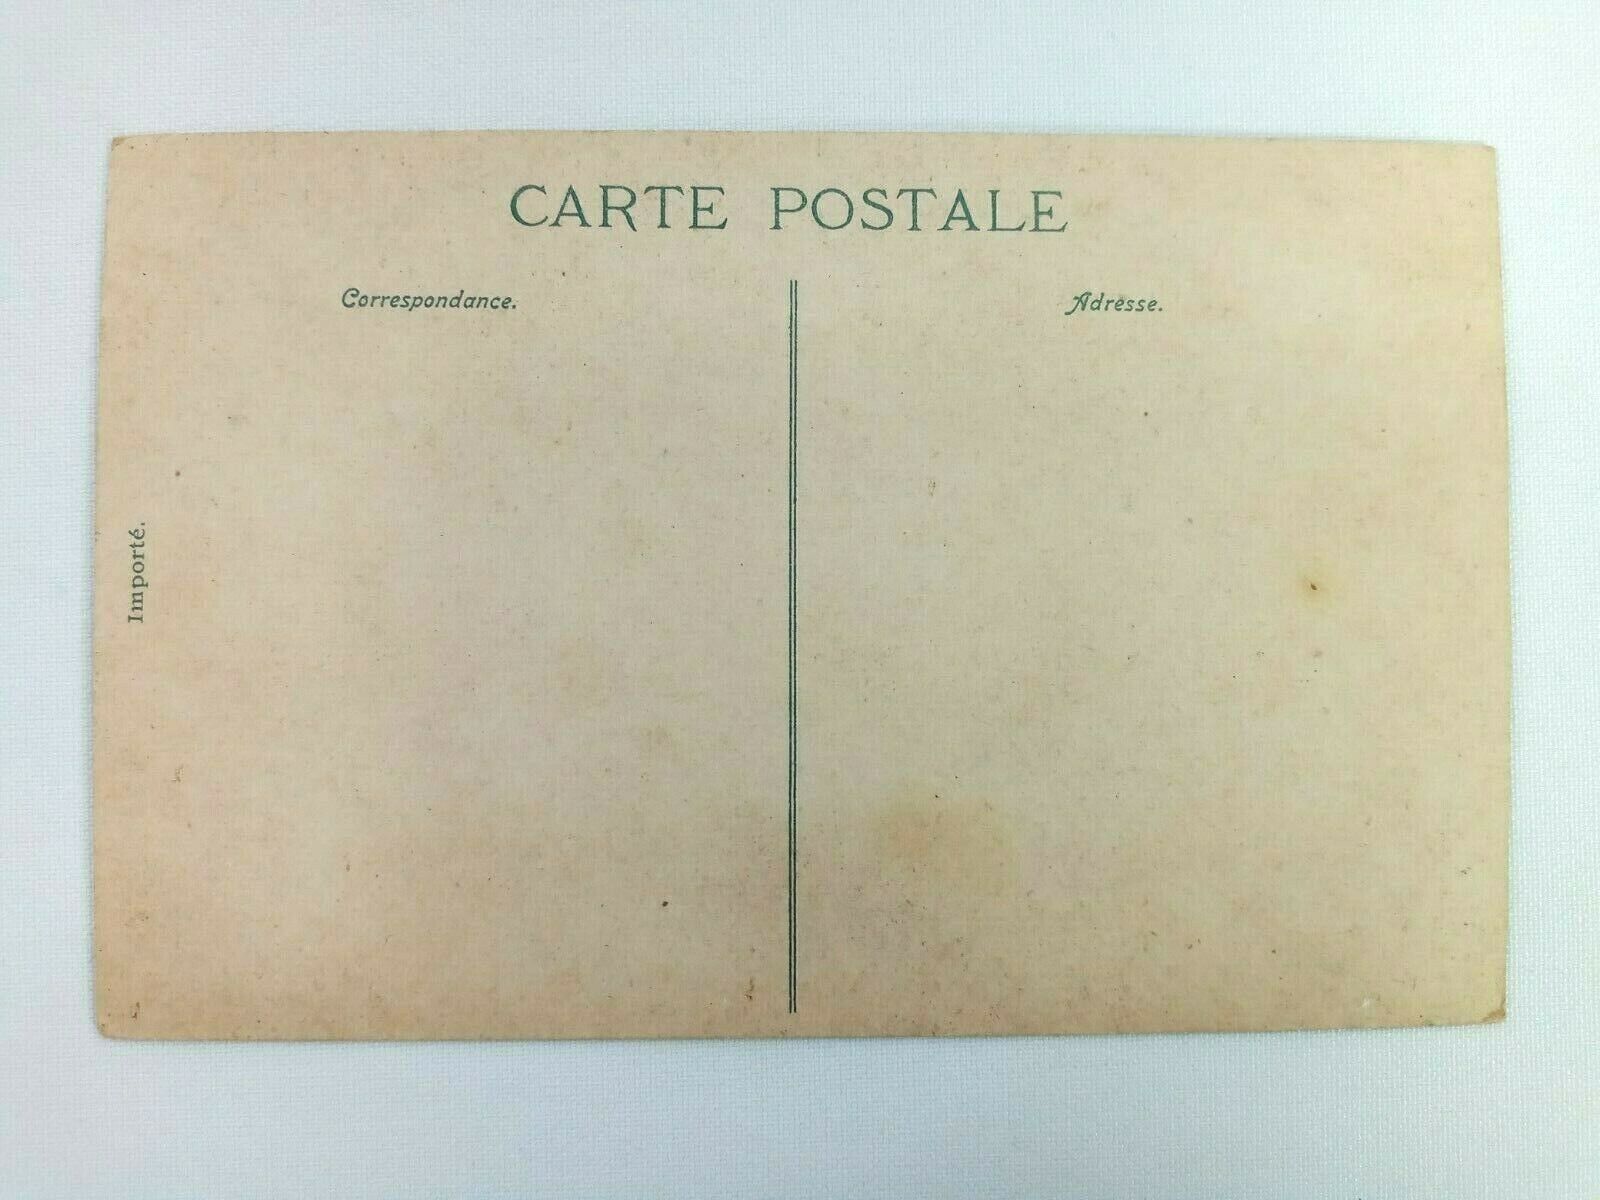 CARTE POSTALE
Correspondance.
Adresse.
Importé.